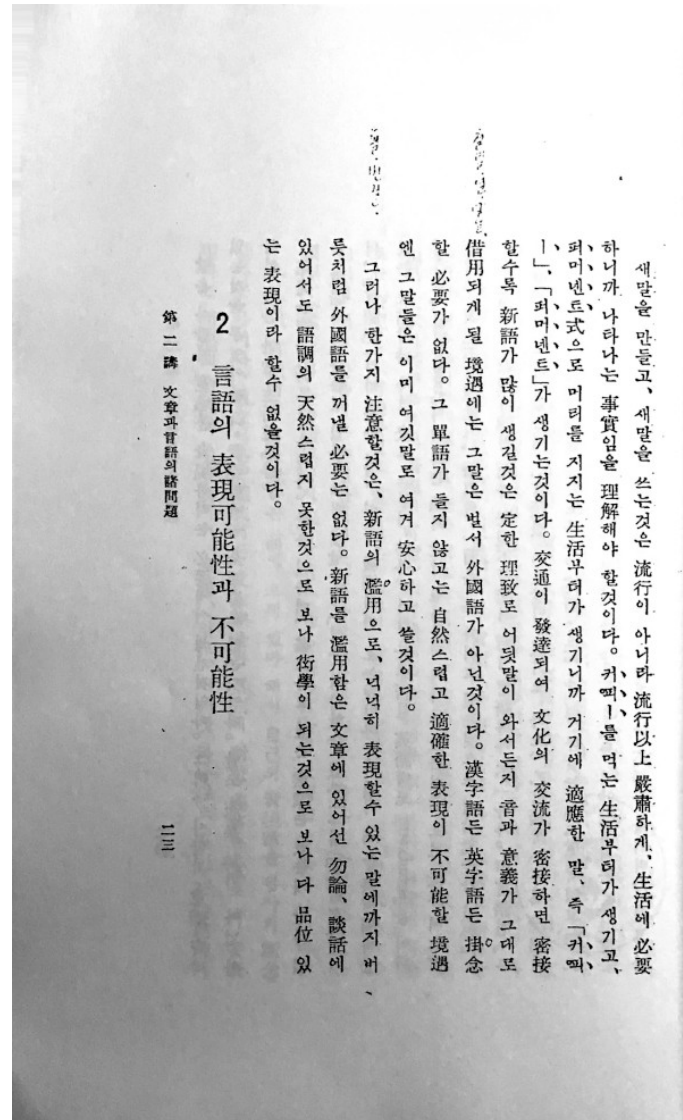 새말을 만들고、새말을 쓰는것은 流行이 아니라 流行以上 嚴肅하게、生活에 必要
하니까 나타나는 事實임을 理解해야 할것이다。커피ー를 먹는 生活부터가 생기고、
퍼머넨트式으로 머리를 지지는 生活부터가 생기니까 거기에 適應한 말、즉「커피
ー」、「퍼머넨트」가 생기는것이다。交通이 發達되여 文化의 交流가 密接하면 密接
할수록 新語가 많이 생길것은 定한 理致로 어딋말이 와서든지 音과 意義가 그대로
借用되게 될 境遇에는 그말은 벌서 外國語가 아닌것이다。漢字語든 英字語든 掛念
할 必要가 없다。그 單語가 들지 않고는 自然스럽고 適確한 表現이 不可能할 境遇
엔 그말들은 이미 여깃말로 여겨 安心하고 쓸것이다。
그러나 한가지 注意할것은、新語의 濫用으로、넉넉히 表現할수 있는 말에까지 버
릇처럼 外國語를 꺼낼 必要는 없다。新語를 濫用함은 文章에 있어선 勿論、談話에
있어서도 語調의 天然스럽지 못한것으로 보나 衒學이 되는것으로 보나 다 品位 있
는 表現이라 할수 없을것이다。
2 言語의 表現可能性과 不可能性
第二講 文章과言語의諸問題
二三